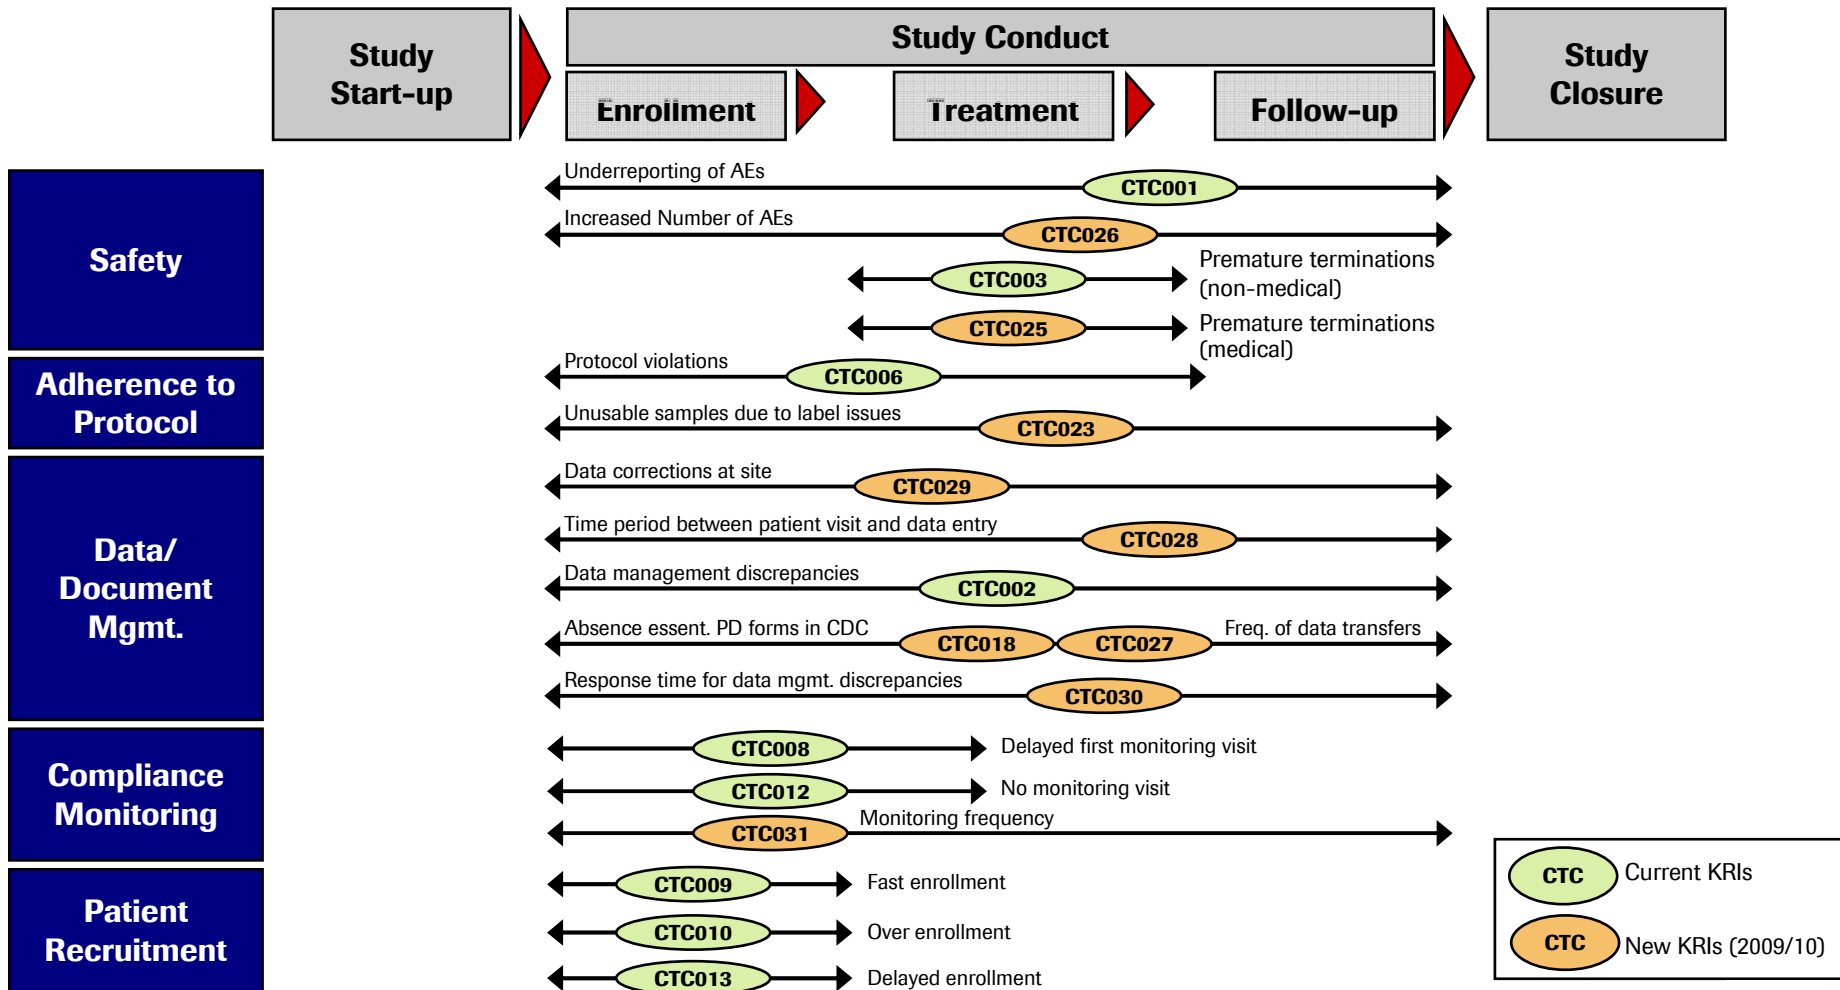 Study
Start-up
Study Conduct
Enrollment
Treatment
Follow-up
Study
Closure
Safety
Underreporting of AEs
CTC001
Increased Number of AEs
CTC026
CTC003
Premature terminations
(non-medical)
CTC025
Premature terminations
(medical)
Adherence to
Protocol
Protocol violations
CTC006
Unusable samples due to label issues
CTC023
Data/
Document
Mgmt.
Data corrections at site
CTC029
Time period between patient visit and data entry
CTC028
Data management discrepancies
CTC002
Absence essent. PD forms in CDC
CTC018
CTC027
Freq. of data transfers
Response time for data mgmt. discrepancies
CTC030
Compliance
Monitoring
CTC008
Delayed first monitoring visit
CTC012
No monitoring visit
CTC031
Monitoring frequency
Patient
Recruitment
CTC009
Fast enrollment
CTC010
Over enrollment
CTC013
Delayed enrollment
CTC
Current KRIs
CTC
New KRIs (2009/10)